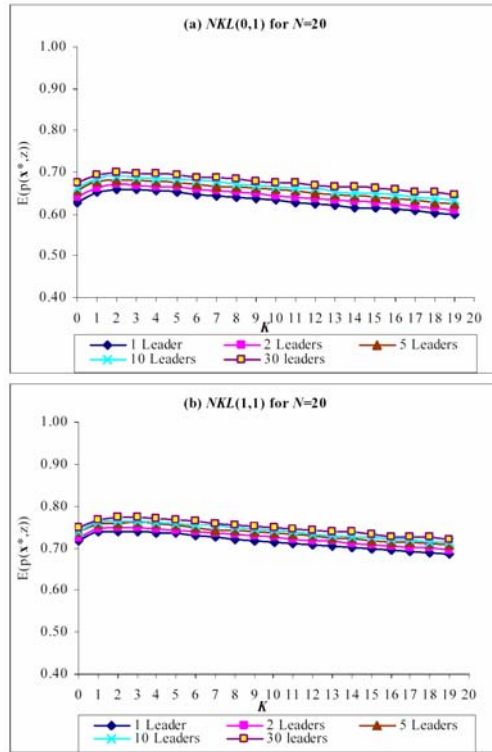 (a) NKL(0,1) for N=20
1.00
0.90
0.80
0.70
0.60
0.50
0.40
E(p(x*,z))
0 1 2 3 4 5 6 7 8 9 10 11 12 13 14 15 16 17 18 19 20
K
1 Leader 2 Leaders 5 Leaders
10 Leaders 30 leaders
(b) NKL(1,1) for N=20
1.00
0.90
0.80
0.70
0.60
0.50
0.40
E(p(x*,z))
0 1 2 3 4 5 6 7 8 9 10 11 12 13 14 15 16 17 18 19 20
K
1 Leader 2 Leaders 5 Leaders
10 Leaders 30 leaders